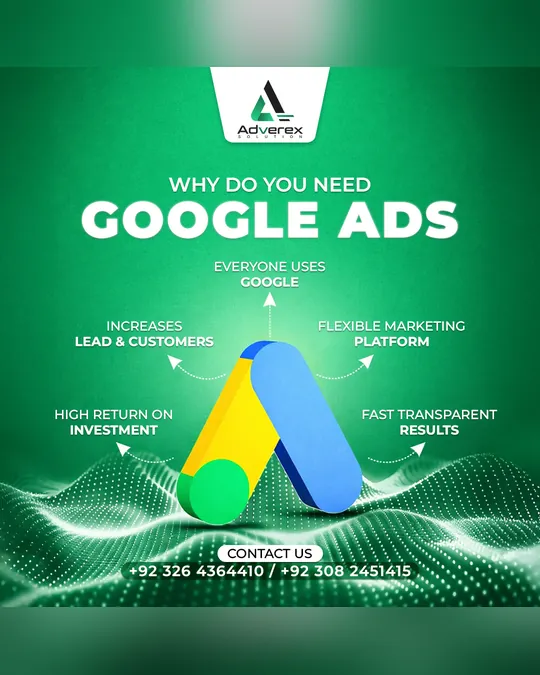 Adverex
SOLUTION
WHY DO YOU NEED
GOOGLE ADS
EVERYONE USES
GOOGLE
INCREASES
LEAD & CUSTOMERS
FLEXIBLE MARKETING
PLATFORM
HIGH RETURN ON
INVESTMENT
FAST TRANSPARENT
RESULTS
CONTACT US
+92 326 4364410 / +92 308 2451415